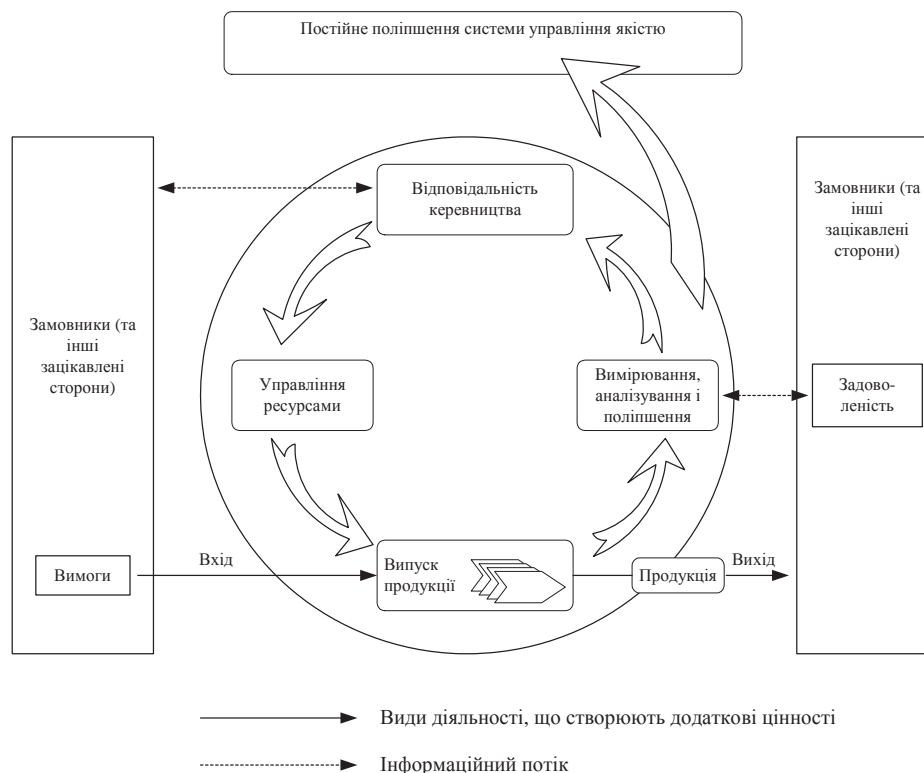 Постійне поліпшення системи управління якістю
Відповідальність
керевництва
Замовники (та
інші
зацікавлені
сторони)
Замовники (та
інші
зацікавлені
сторони)
Управління
ресурсами
Вимірювання,
аналізування і
поліпшення
Задово-
леність
Вимоги
Вхід
Випуск
продукції
Продукція
Вихід
Види діяльності, що створюють додаткові цінності
Інформаційний потік